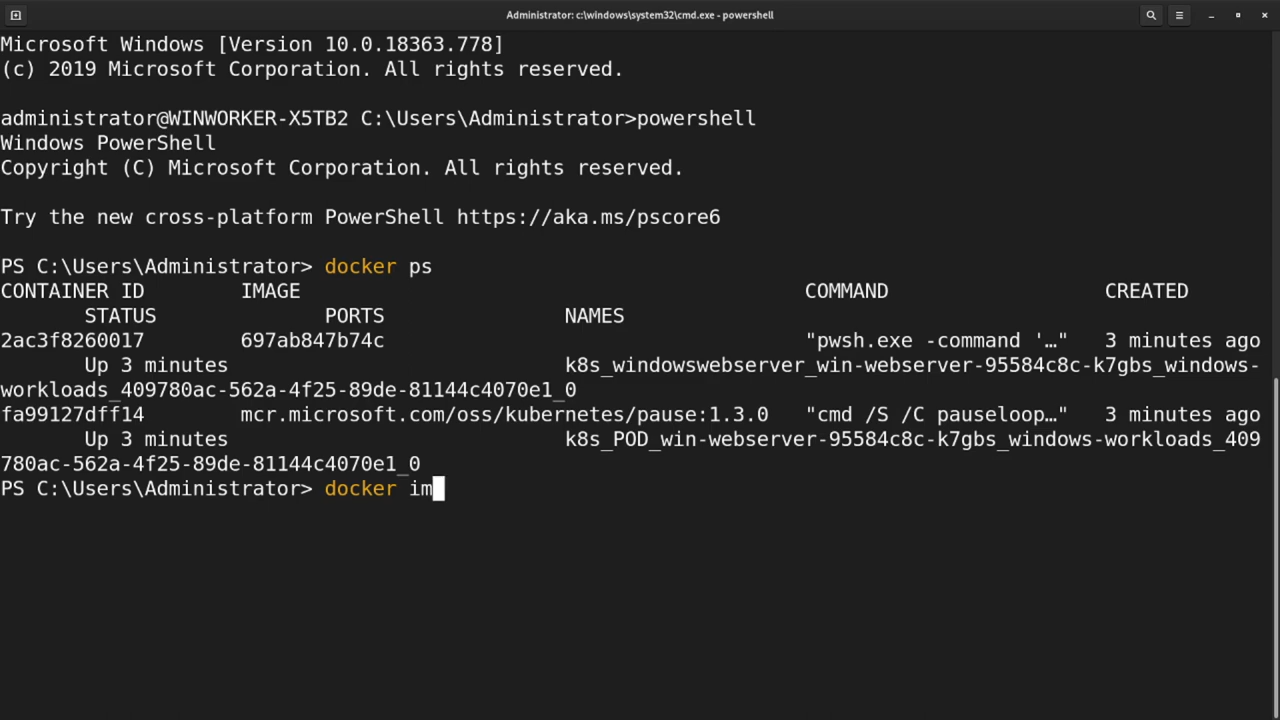 Administrator: c:\windows\system32\cmd.exe - powershell
Microsoft Windows [Version 10.0.18363.778]
(c) 2019 Microsoft Corporation. All rights reserved.
administrator@WINWORKER-X5TB2 C:\Users\Administrator>powershell
Windows PowerShell
Copyright (C) Microsoft Corporation. All rights reserved.
Try the new cross-platform PowerShell https://aka.ms/pscore6
PS C:\Users\Administrator> docker ps
CONTAINER ID        IMAGE                                          COMMAND                  CREATED
       STATUS              PORTS               NAMES
2ac3f8260017        697ab847b74c                                   "pwsh.exe -command '…"   3 minutes ago
       Up 3 minutes                            k8s_windowswebserver_win-webserver-95584c8c-k7gbs_windows-
workloads_409780ac-562a-4f25-89de-81144c4070e1_0
fa99127dff14        mcr.microsoft.com/oss/kubernetes/pause:1.3.0   "cmd /S /C pauseloop…"   3 minutes ago
       Up 3 minutes                            k8s_POD_win-webserver-95584c8c-k7gbs_windows-workloads_409
780ac-562a-4f25-89de-81144c4070e1_0
PS C:\Users\Administrator> docker im